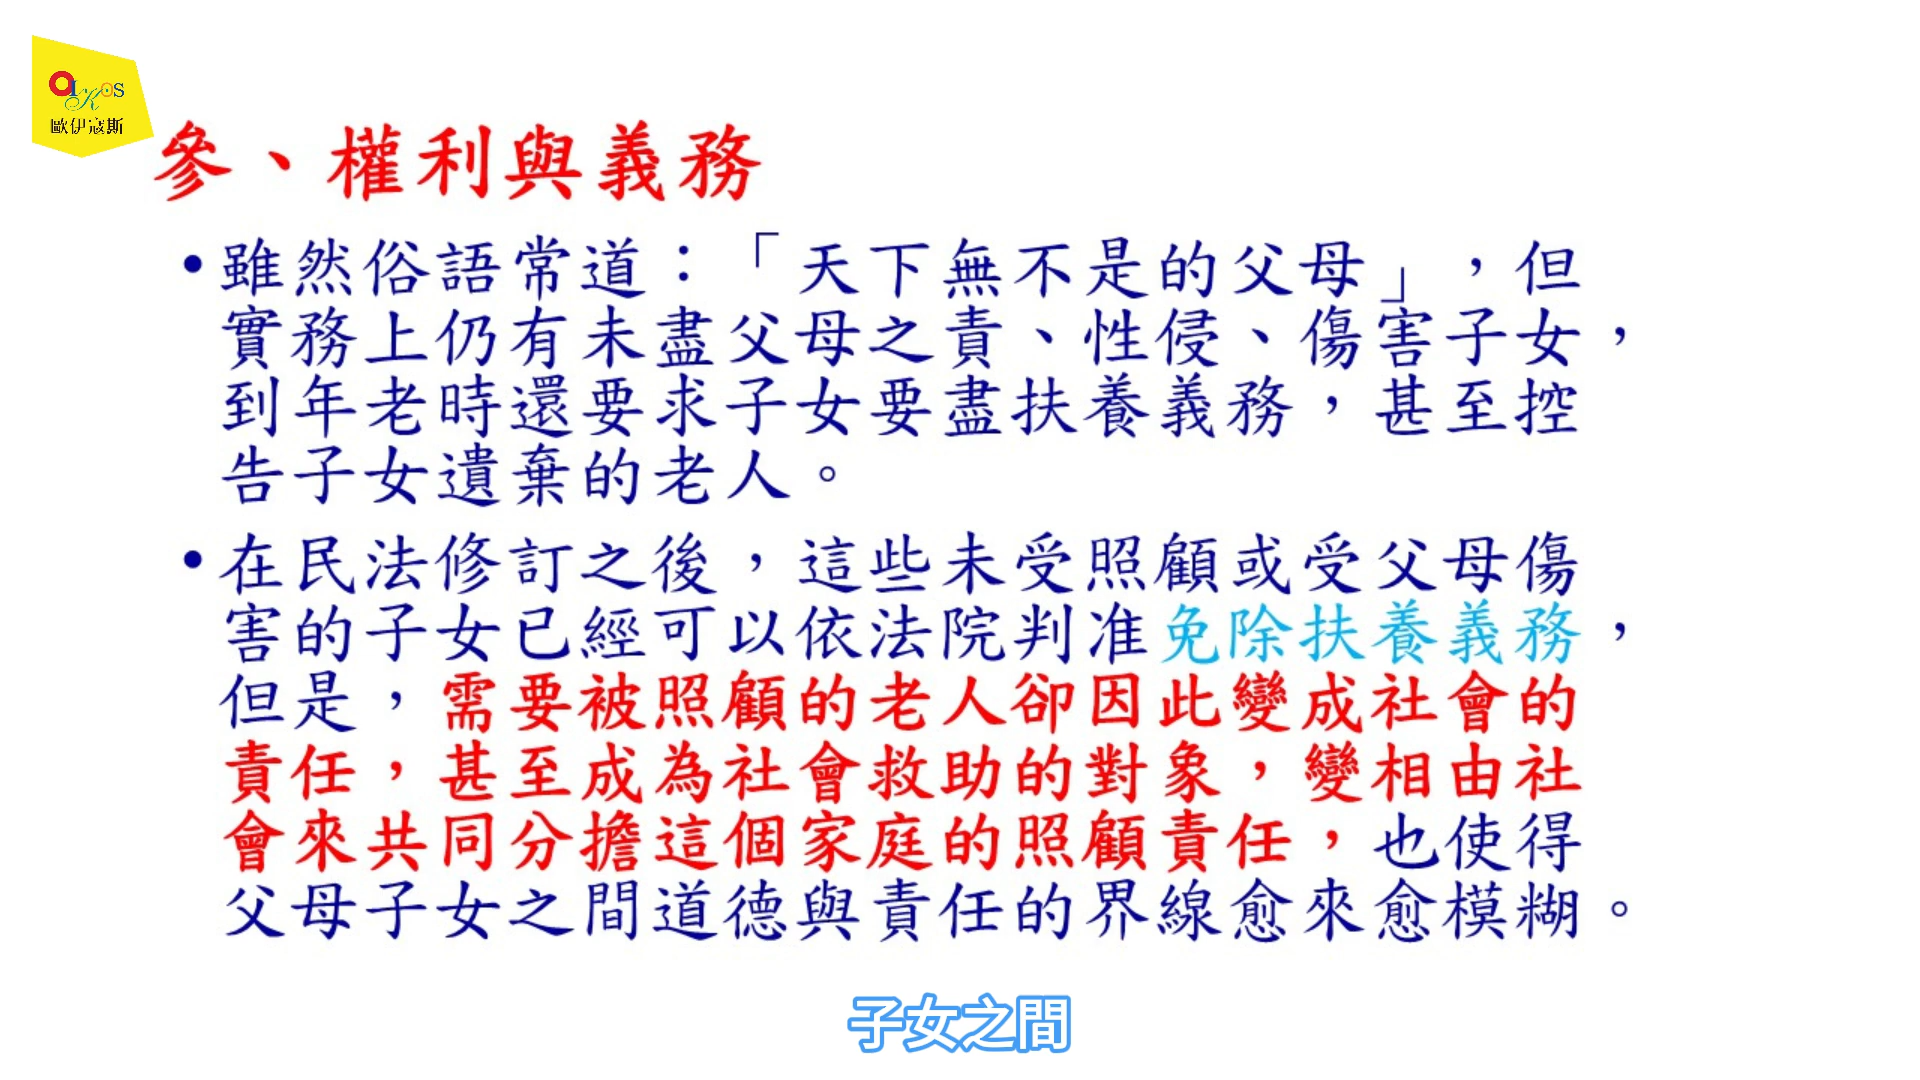 OIKOS
歐伊寇斯
參、權利與義務
•雖然俗語常道：「天下無不是的父母」，但
實務上仍有未盡父母之責、性侵、傷害子女，
到年老時還要求子女要盡扶養義務，甚至控
告子女遺棄的老人。
•在民法修訂之後，這些未受照顧或受父母傷
害的子女已經可以依法院判准免除扶養義務，
但是，需要被照顧的老人卻因此變成社會的
責任，甚至成為社會救助的對象，變相由社
會來共同分擔這個家庭的照顧責任，也使得
父母子女之間道德與責任的界線愈來愈模糊。
子女之間